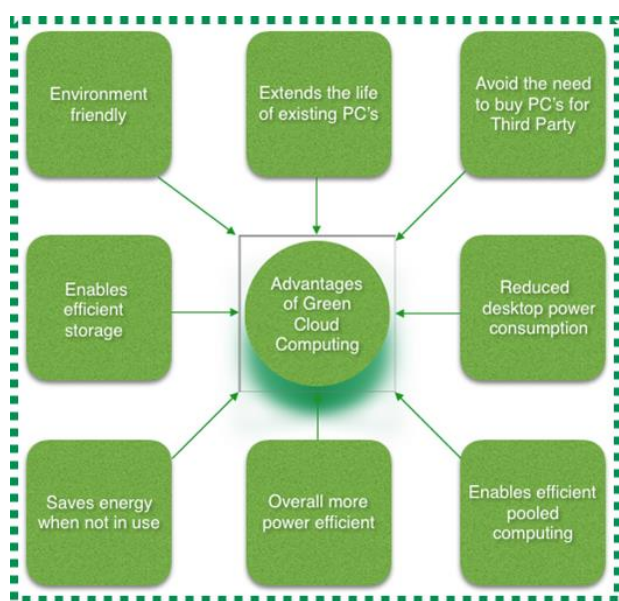 Environment
friendly
Extends the life
of existing PC's
Avoid the need
to buy PC's for
Third Party
Enables
efficient
storage
Advantages
of Green
Cloud
Computing
Reduced
desktop power
consumption
Saves energy
when not in use
Overall more
power efficient
Enables efficient
pooled
computing